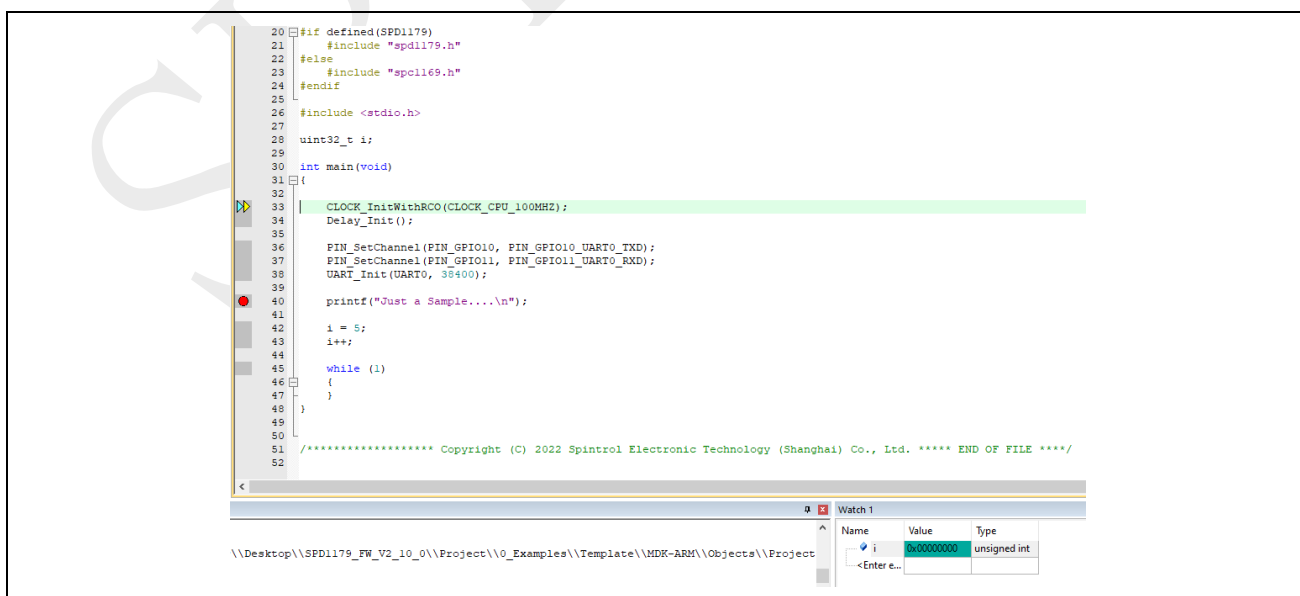 20 #if defined(SPD1179)
21 #include "spd1179.h"
22 #else
23 #include "spc1169.h"
24 #endif
25
26 #include <stdio.h>
27
28 uint32_t i;
29
30 int main(void)
31 {
32
33 CLOCK_InitWithRCO(CLOCK_CPU_100MHZ);
34 Delay_Init();
35
36 PIN_SetChannel(PIN_GPIO10, PIN_GPIO10_UART0_TXD);
37 PIN_SetChannel(PIN_GPIO11, PIN_GPIO11_UART0_RXD);
38 UART_Init(UART0, 38400);
39
40 printf("Just a Sample....\n");
41
42 i = 5;
43 i++;
44
45 while (1)
46 {
47 }
48 }
49
50
51 /******************* Copyright (C) 2022 Spintrol Electronic Technology (Shanghai) Co., Ltd. ***** END OF FILE ****/
52
Watch 1
Name Value Type
i 0x00000000 unsigned int
<Enter e...
\\Desktop\\SPD1179_FW_V2_10_0\\Project\\0_Examples\\Template\\MDK-ARM\\Objects\\Project